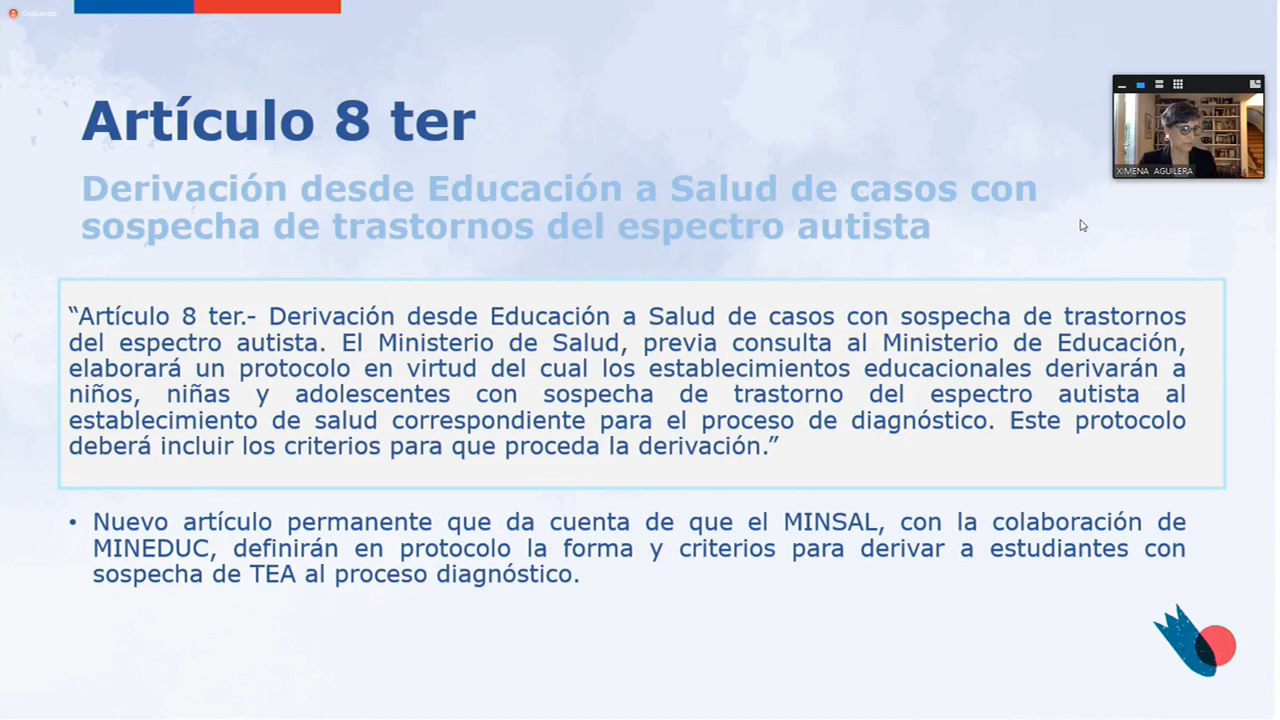 Grabando
Artículo 8 ter
XIMENA AGUILERA
Derivación desde Educación a Salud de casos con
sospecha de trastornos del espectro autista
“Artículo 8 ter.- Derivación desde Educación a Salud de casos con sospecha de trastornos
del espectro autista. El Ministerio de Salud, previa consulta al Ministerio de Educación,
elaborará un protocolo en virtud del cual los establecimientos educacionales derivarán a
niños, niñas y adolescentes con sospecha de trastorno del espectro autista al
establecimiento de salud correspondiente para el proceso de diagnóstico. Este protocolo
deberá incluir los criterios para que proceda la derivación.”
• Nuevo artículo permanente que da cuenta de que el MINSAL, con la colaboración de
MINEDUC, definirán en protocolo la forma y criterios para derivar a estudiantes con
sospecha de TEA al proceso diagnóstico.